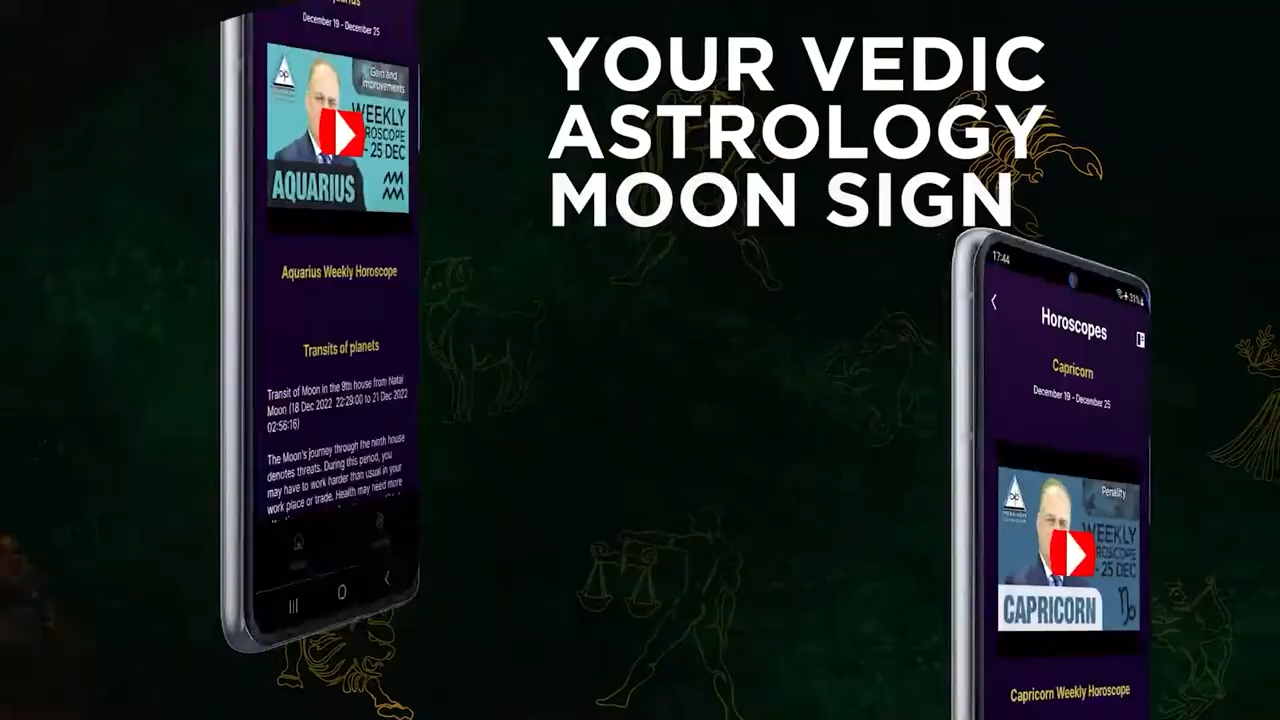 December 19 - December 25
Gain and
improvements
WEEKLY
- 25 DEC
AQUARIUS
Aquarius Weekly Horoscope
Transits of planets
Transit of Moon in the 9th house from Natal
Moon (18 Dec 2022 22:29:00 to 21 Dec 2022
02:56:16)
The Moon's journey through the ninth house
denotes threats. During this period, you
may have to work harder than usual in your
work place or trade. Health may need more
YOUR VEDIC
ASTROLOGY
MOON SIGN
17:44
31%
Horoscopes
Capricorn
December 19 - December 25
Penality
WEEKLY
- 25 DEC
CAPRICORN
Capricorn Weekly Horoscope